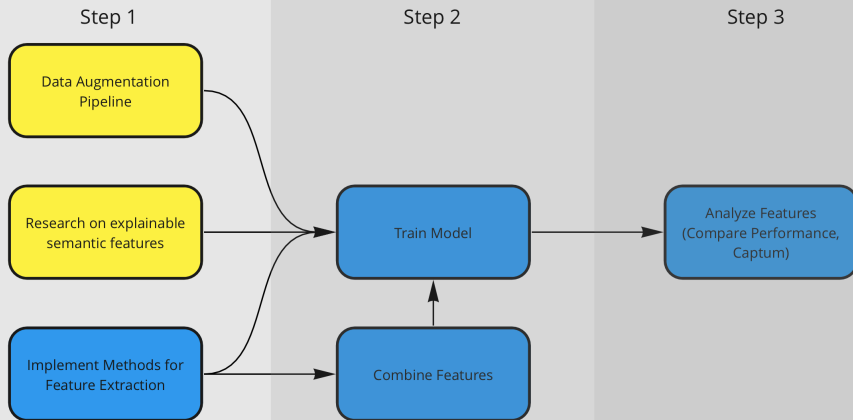 Step 1
Step 2
Step 3
Data Augmentation
Pipeline
Research on explainable
semantic features
Train Model
Analyze Features
(Compare Performance,
Captum)
Implement Methods for
Feature Extraction
Combine Features